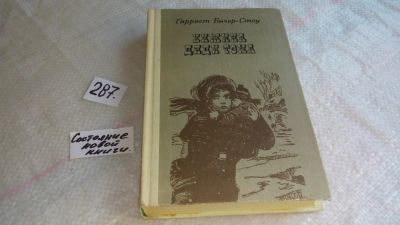 Гарриет Бичер-Стоу
ХИЖИНА
ДЯДИ ТОМА
287.
Состояние
новой
книги.